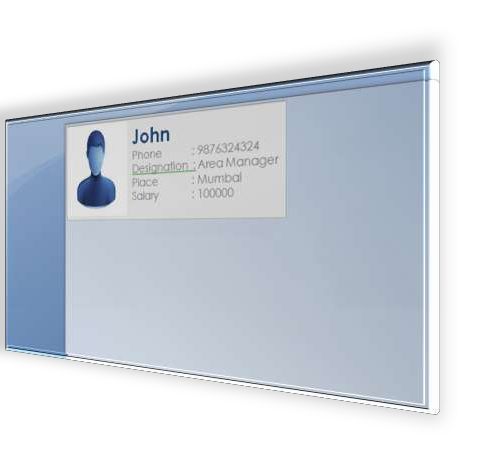 John
Phone : 9876324324
Designation : Area Manager
Place : Mumbai
Salary : 100000